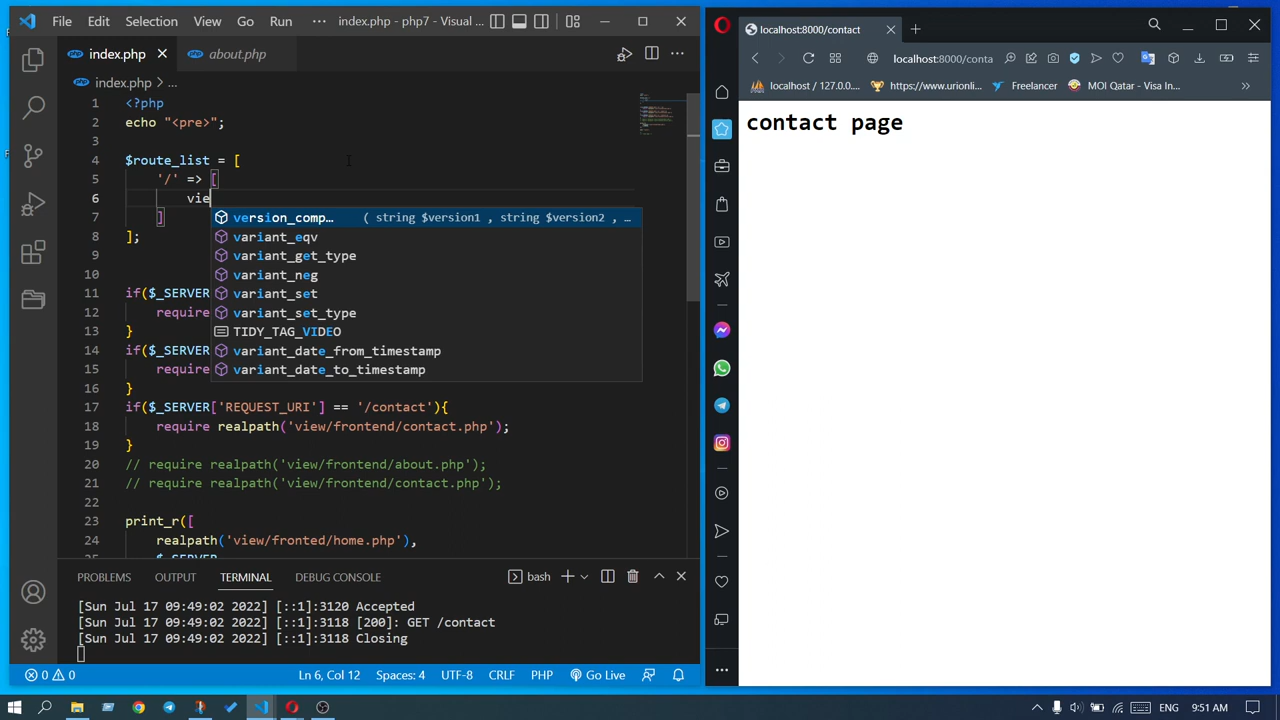 File Edit Selection View Go Run ··· index.php - php7 - Visual ...
index.php about.php
index.php > ...
1 <?php
2 echo "<pre>";
3
4 $route_list = [
5 '/' => [
6 vie
7 ]
8 ];
9
10
11 if($_SERVER
12 require
13 }
14 if($_SERVER
15 require
16 }
17 if($_SERVER['REQUEST_URI'] == '/contact'){
18 require realpath('view/frontend/contact.php');
19 }
20 // require realpath('view/frontend/about.php');
21 // require realpath('view/frontend/contact.php');
22
23 print_r([
24 realpath('view/fronted/home.php'),
version_comp... ( string $version1 , string $version2 , ...
variant_eqv
variant_get_type
variant_neg
variant_set
variant_set_type
TIDY_TAG_VIDEO
variant_date_from_timestamp
variant_date_to_timestamp
PROBLEMS OUTPUT TERMINAL DEBUG CONSOLE bash
[Sun Jul 17 09:49:02 2022] [::1]:3120 Accepted
[Sun Jul 17 09:49:02 2022] [::1]:3118 [200]: GET /contact
[Sun Jul 17 09:49:02 2022] [::1]:3118 Closing
0 0 Ln 6, Col 12 Spaces: 4 UTF-8 CRLF PHP Go Live
localhost:8000/contact
localhost:8000/conta
localhost / 127.0.0.... https://www.urionli... Freelancer MOI Qatar - Visa In...
contact page
ENG 9:51 AM